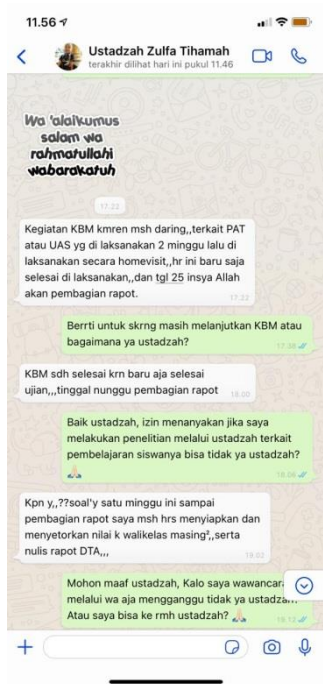 11.56
Ustadzah Zulfa Tihamah
terakhir dilihat hari ini pukul 11.46
Wa 'alaikumus
salam wa
rahmatullahi
wabarakatuh
17.22
Kegiatan KBM kmren msh daring,,terkait PAT
atau UAS yg di laksanakan 2 minggu lalu di
laksanakan secara homevisit,,hr ini baru saja
selesai di laksanakan,,dan tgl 25 insya Allah
akan pembagian rapot.
17.22
Berrti untuk skrng masih melanjutkan KBM atau
bagaimana ya ustadzah?
17.38
KBM sdh selesai krn baru aja selesai
ujian,,,tinggal nunggu pembagian rapot
18.00
Baik ustadzah, izin menanyakan jika saya
melakukan penelitian melalui ustadzah terkait
pembelajaran siswanya bisa tidak ya ustadzah?
🙏🏻
18.06
Kpn y,,??soal'y satu minggu ini sampai
pembagian rapot saya msh hrs menyiapkan dan
menyetorkan nilai k walikelas masing²,,serta
nulis rapot DTA,,,
19.02
Mohon maaf ustadzah, Kalo saya wawancara
melalui wa aja mengganggu tidak ya ustadzah?
Atau saya bisa ke rmh ustadzah? 🙏🏻
19.12